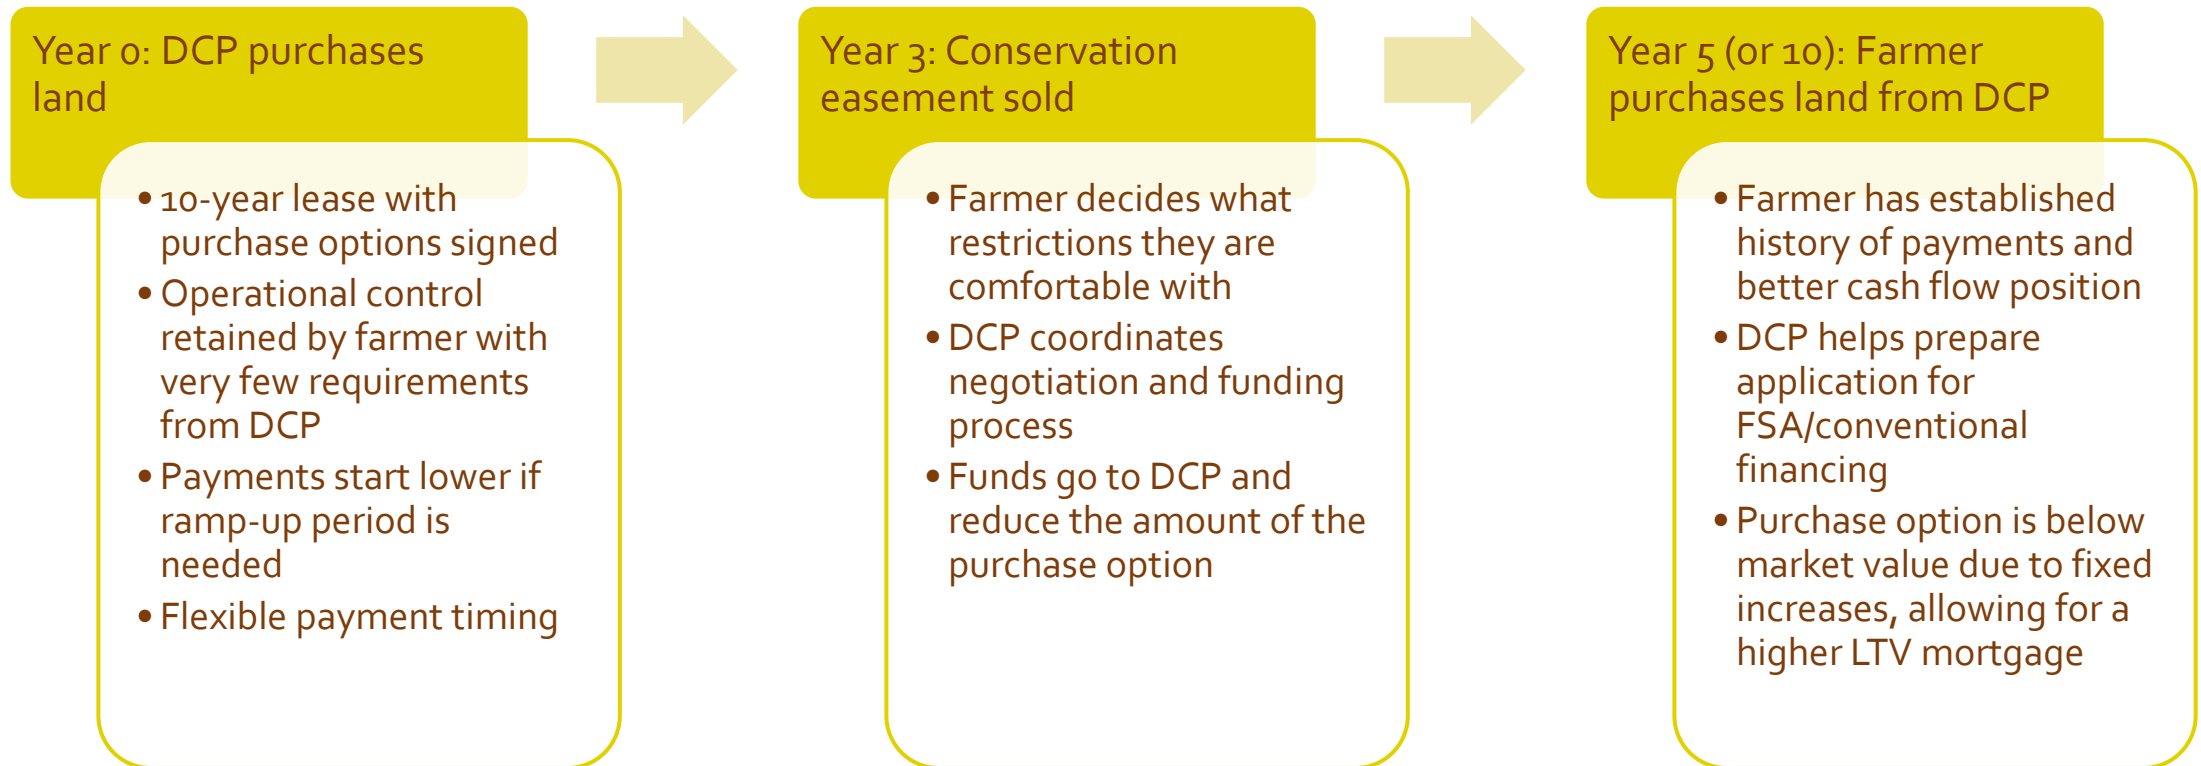 Year 0: DCP purchases
land
• 10-year lease with
purchase options signed
• Operational control
retained by farmer with
very few requirements
from DCP
• Payments start lower if
ramp-up period is
needed
• Flexible payment timing
Year 3: Conservation
easement sold
• Farmer decides what
restrictions they are
comfortable with
• DCP coordinates
negotiation and funding
process
• Funds go to DCP and
reduce the amount of the
purchase option
Year 5 (or 10): Farmer
purchases land from DCP
• Farmer has established
history of payments and
better cash flow position
• DCP helps prepare
application for
FSA/conventional
financing
• Purchase option is below
market value due to fixed
increases, allowing for a
higher LTV mortgage